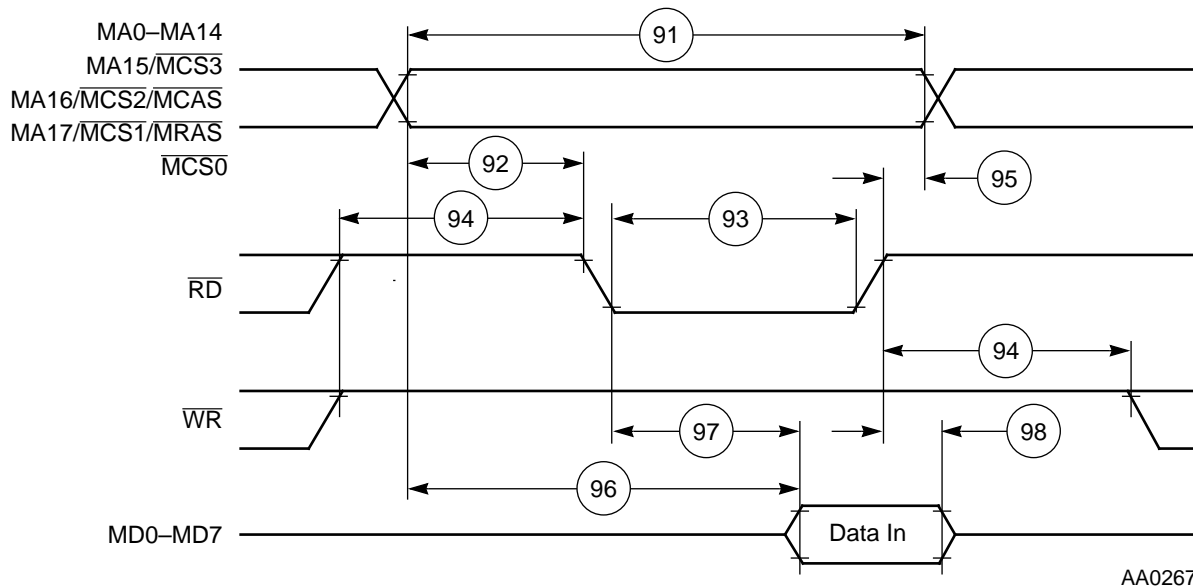 MA0–MA14
91
MA15/MCS3
MA16/MCS2/MCAS
MA17/MCS1/MRAS
MCS0
92
95
94
93
RD
94
WR
97
98
96
MD0–MD7
Data In
AA0267